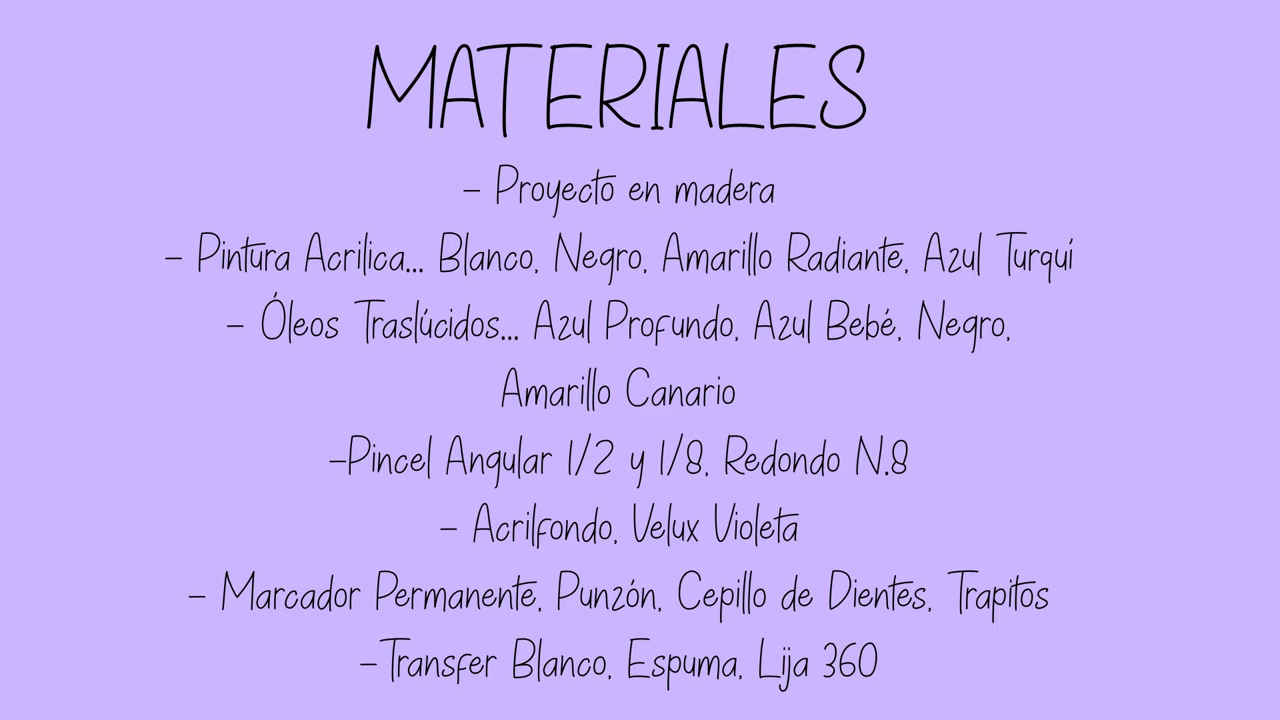 MATERIALES
- Proyecto en madera
- Pintura Acrilica... Blanco, Negro, Amarillo Radiante, Azul Turquí
- Óleos Traslúcidos... Azul Profundo, Azul Bebé, Negro,
Amarillo Canario
-Pincel Angular 1/2 y 1/8, Redondo N.8
- Acrilfondo, Velux Violeta
- Marcador Permanente, Punzón, Cepillo de Dientes, Trapitos
-Transfer Blanco, Espuma, Lija 360